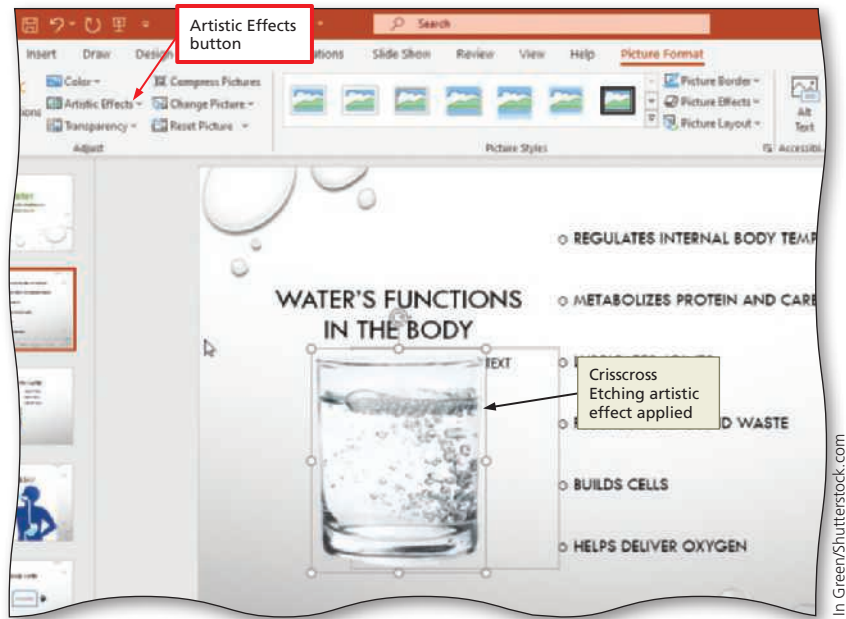 Artistic Effects
button
Search
Insert Draw Design
Slide Show Review View Help Picture Format
Color
Compress Pictures
Artistic Effects
Change Picture
Transparency
Reset Picture
Adjust
Picture Border
Picture Effects
Picture Layout
Picture Styles
Alt
Text
WATER'S FUNCTIONS
IN THE BODY
TEXT
REGULATES INTERNAL BODY TEMP
METABOLIZES PROTEIN AND CARB
D WASTE
BUILDS CELLS
HELPS DELIVER OXYGEN
Crisscross
Etching artistic
effect applied
In Green/Shutterstock.com